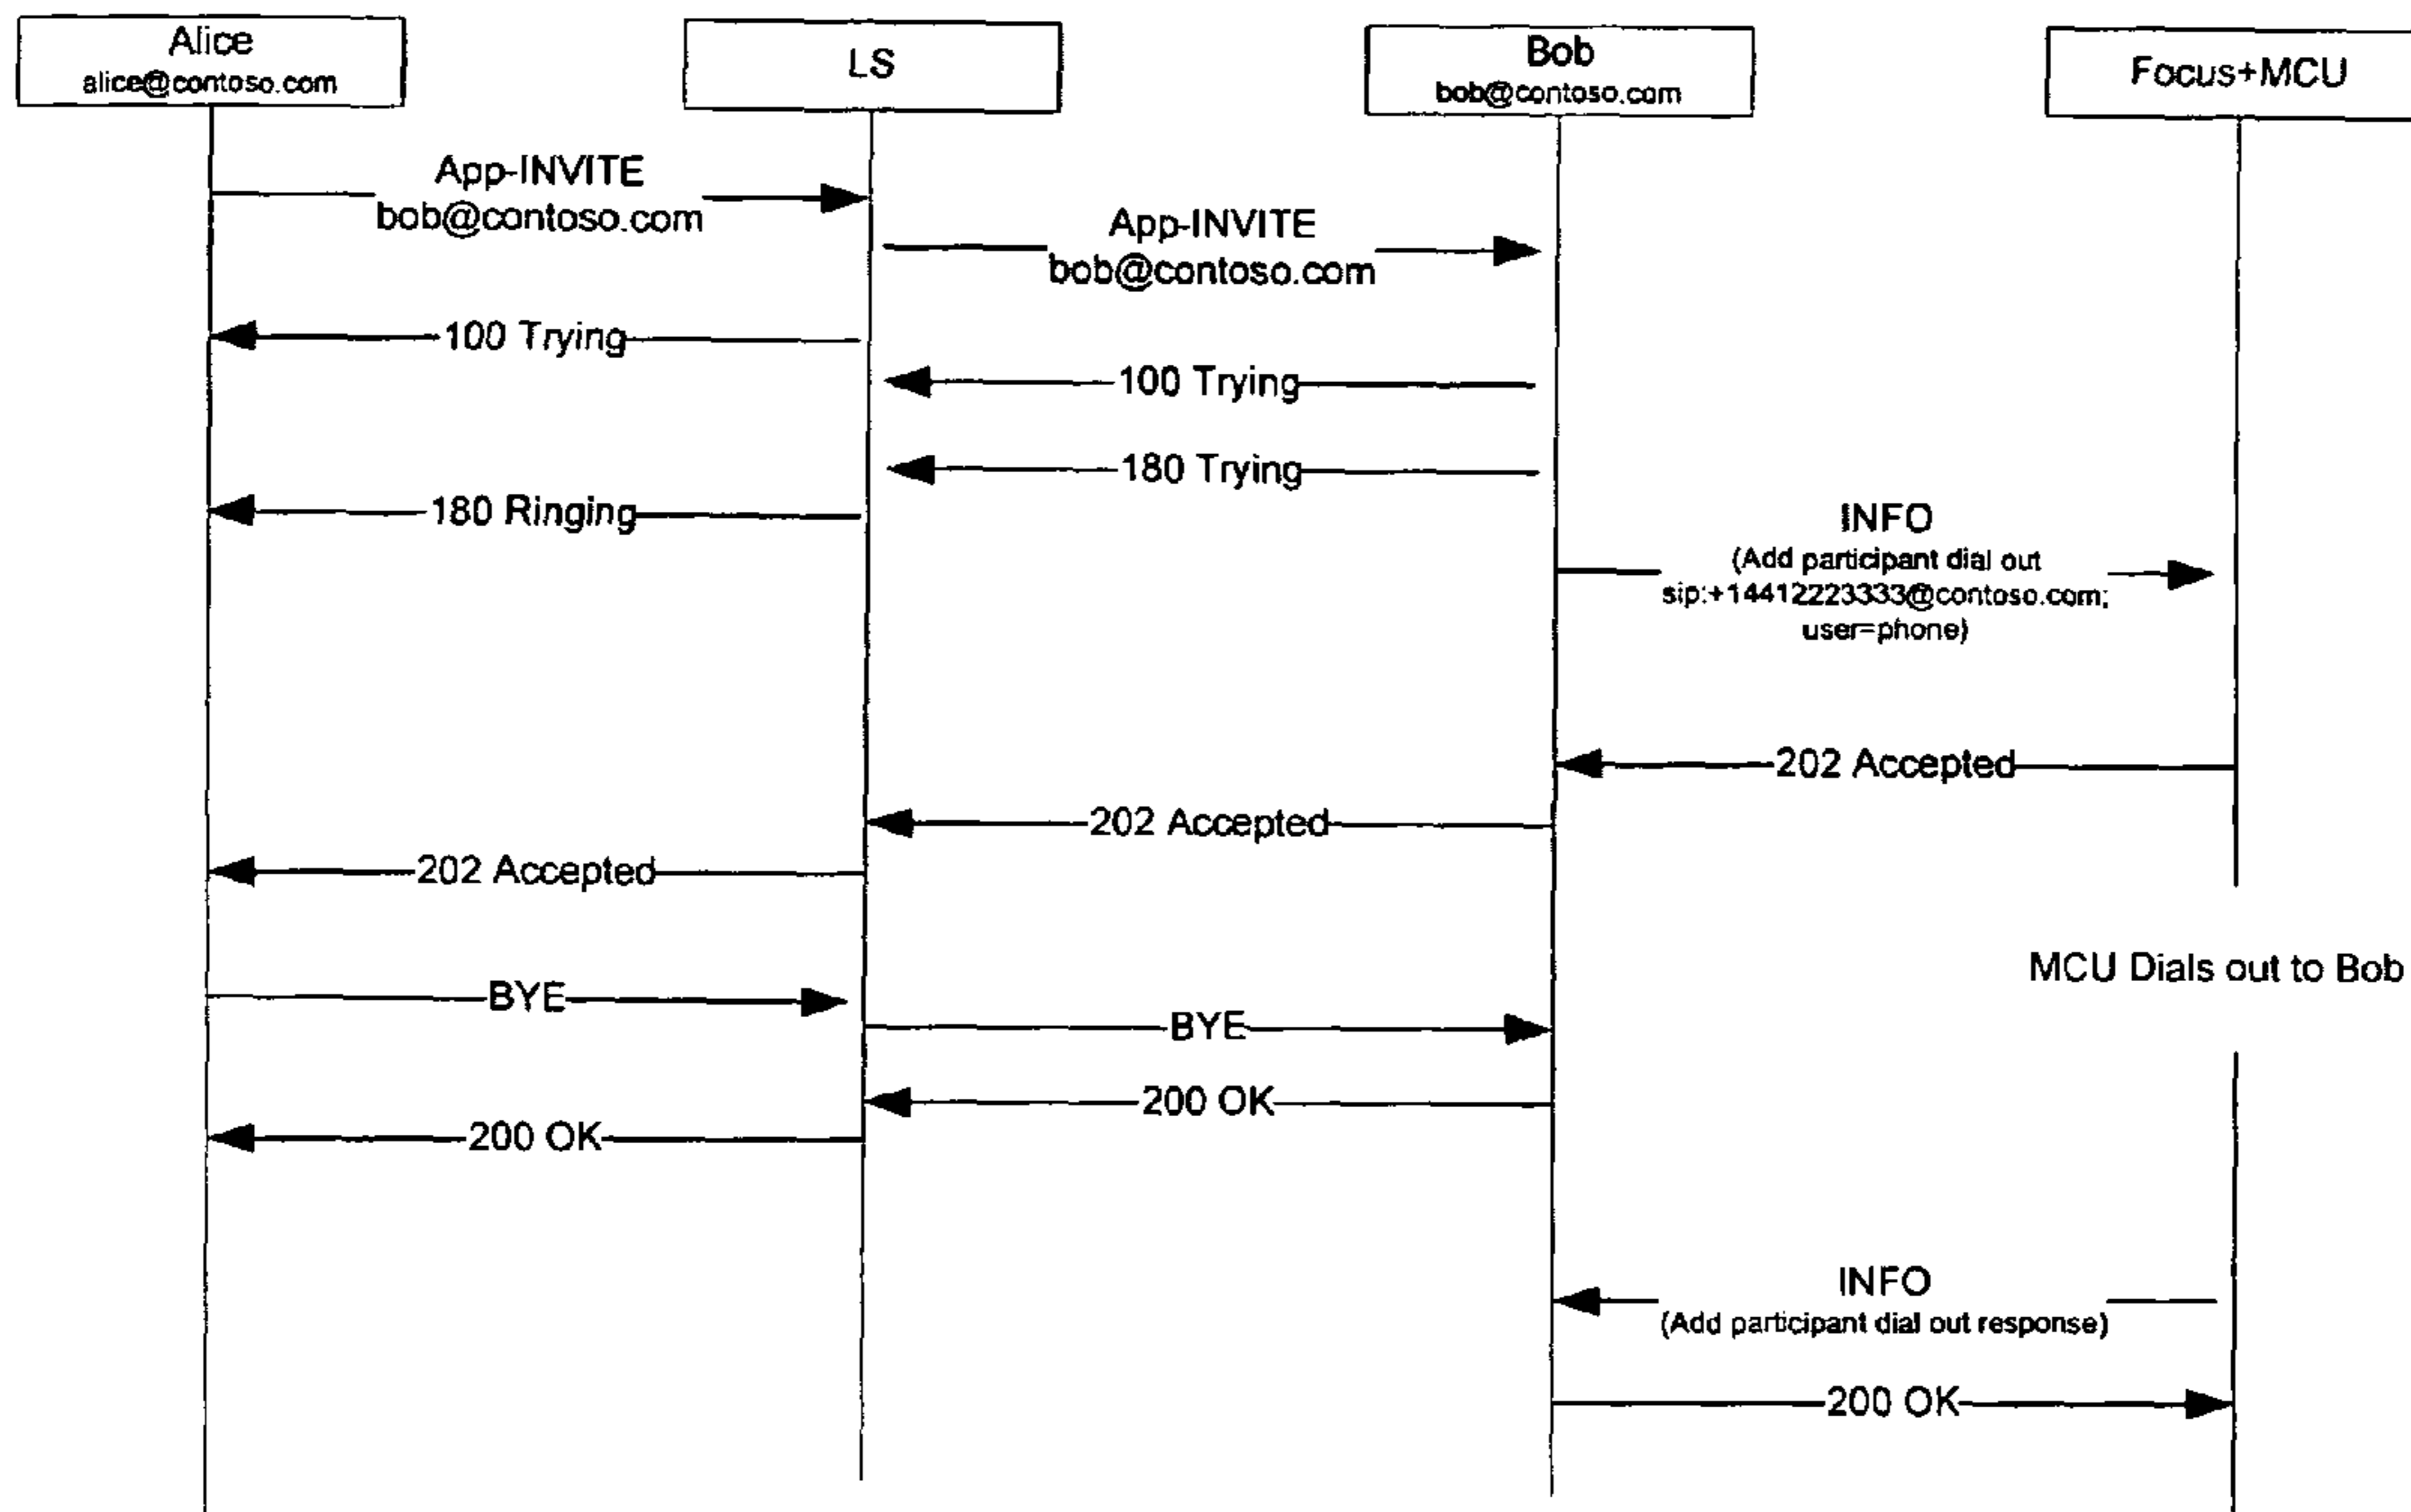 Alice
alice@contoso.com
LS
Bob
bob@contoso.com
Focus+MCU
App-INVITE
bob@contoso.com
App-INVITE
bob@contoso.com
100 Trying
100 Trying
180 Trying
180 Ringing
INFO
(Add participant dial out
sip:+14412223333@contoso.com;
user=phone)
202 Accepted
202 Accepted
202 Accepted
MCU Dials out to Bob
BYE
BYE
200 OK
200 OK
INFO
(Add participant dial out response)
200 OK